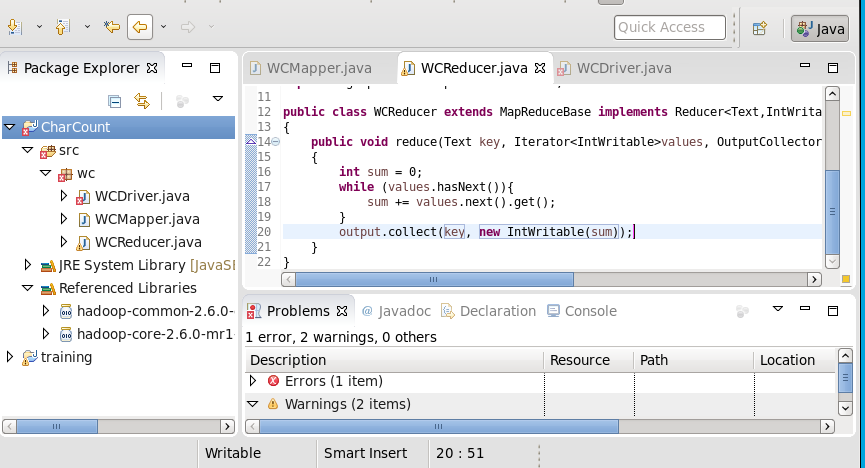 Quick Access
Java
Package Explorer
CharCount
src
wc
WCDriver.java
WCMapper.java
WCReducer.java
JRE System Library [JavaSE
Referenced Libraries
hadoop-common-2.6.0-
hadoop-core-2.6.0-mr1-
training
WCMapper.java
WCReducer.java
WCDriver.java
11
12 public class WCReducer extends MapReduceBase implements Reducer<Text,IntWrita
13 {
14 public void reduce(Text key, Iterator<IntWritable>values, OutputCollector
15 {
16 int sum = 0;
17 while (values.hasNext()){
18 sum += values.next().get();
19 }
20 output.collect(key, new IntWritable(sum));
21 }
22 }
Problems
@ Javadoc
Declaration
Console
1 error, 2 warnings, 0 others
Description Resource Path Location
Errors (1 item)
Warnings (2 items)
Writable
Smart Insert
20 : 51